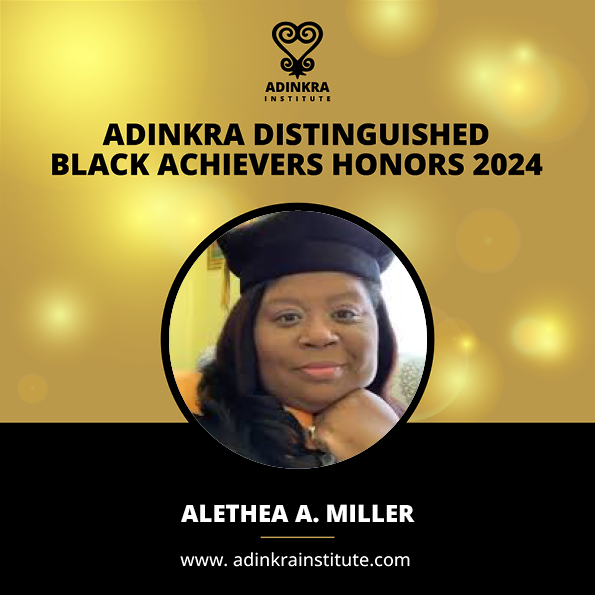 ADINKRA
INSTITUTE
ADINKRA DISTINGUISHED
BLACK ACHIEVERS HONORS 2024
ALETHEA A. MILLER
www. adinkrainstitute.com